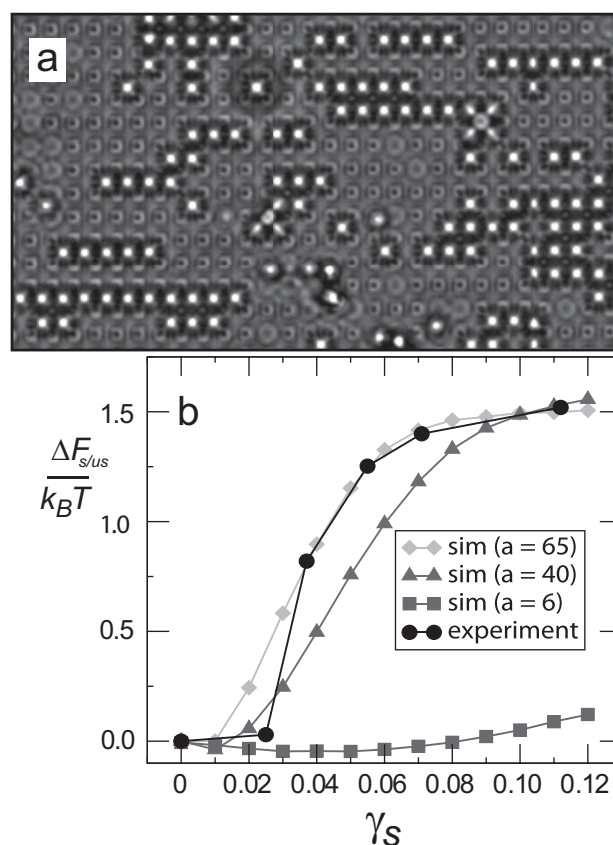 a
b
ΔF_{s/us}
k_BT
1.5
1.0
0.5
0.0
sim (a = 65)
sim (a = 40)
sim (a = 6)
experiment
0 0.02 0.04 0.06 0.08 0.10 0.12
γ_s